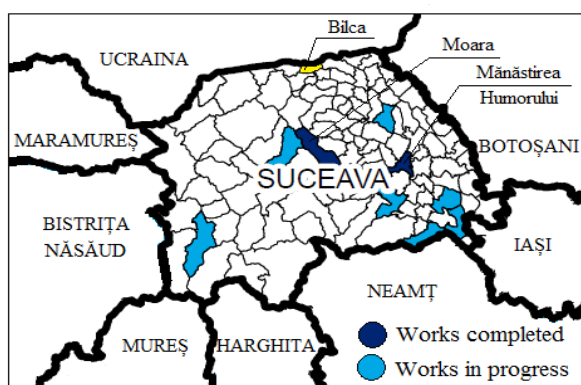 Bilca
Moara
UCRAINA
Mănăstirea
Humorului
MARAMUREȘ
BOTOȘANI
SUCEAVA
BISTRIȚA
NĂSĂUD
IAȘI
NEAMȚ
MUREȘ
HARGHITA
Works completed
Works in progress